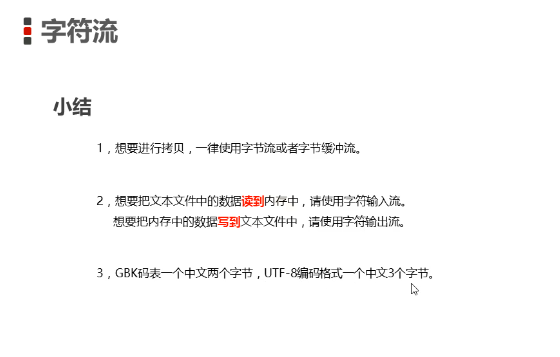 字符流
小结
1，想要进行拷贝，一律使用字节流或者字节缓冲流。
2，想要把文本文件中的数据读到内存中，请使用字符输入流。
想要把内存中的数据写到文本文件中，请使用字符输出流。
3，GBK码表一个中文两个字节，UTF-8编码格式一个中文3个字节。